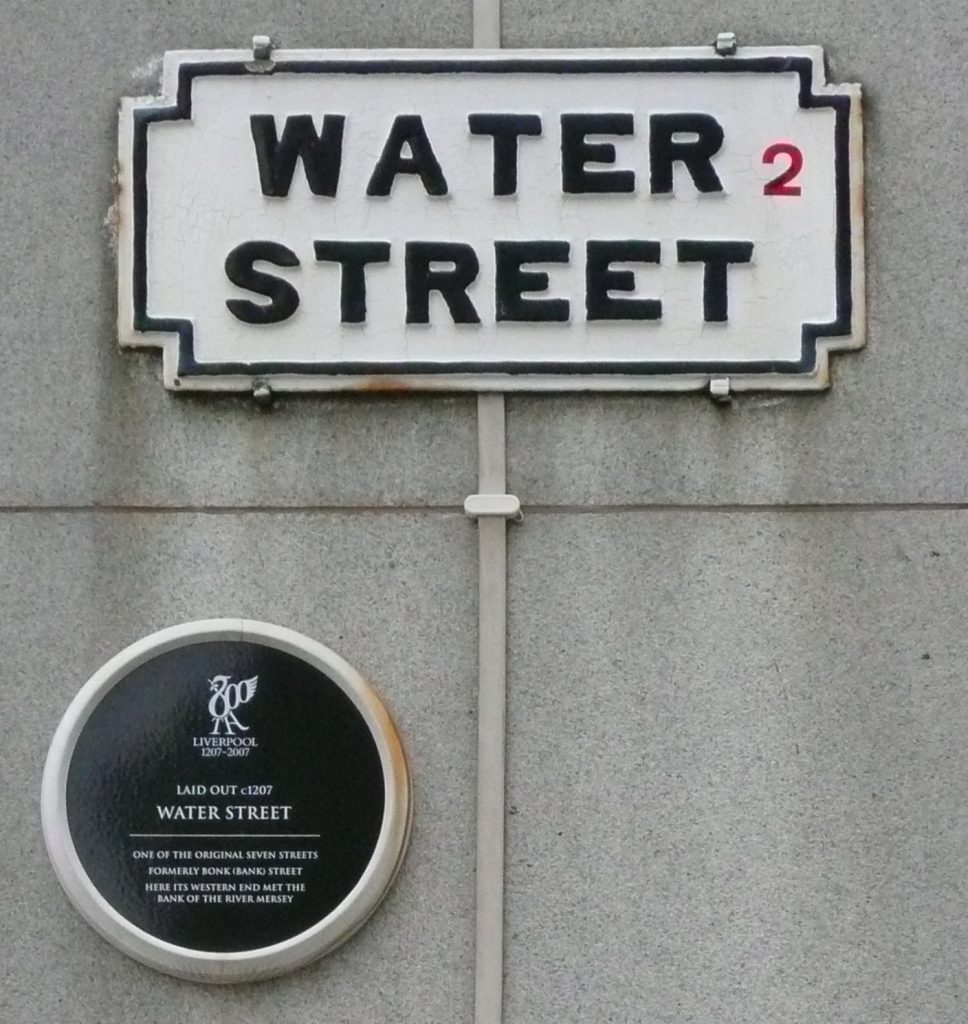 WATER 2
STREET
800
LIVERPOOL
1207-2007
LAID OUT c1207
WATER STREET
ONE OF THE ORIGINAL SEVEN STREETS
FORMERLY BONK (BANK) STREET
HERE ITS WESTERN END MET THE
BANK OF THE RIVER MERSEY